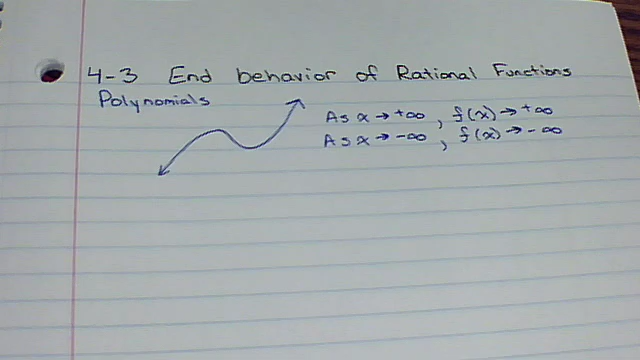 4-3 End behavior of Rational Functions
Polynomials
As x → +∞, f(x) → +∞
As x → -∞, f(x) → -∞